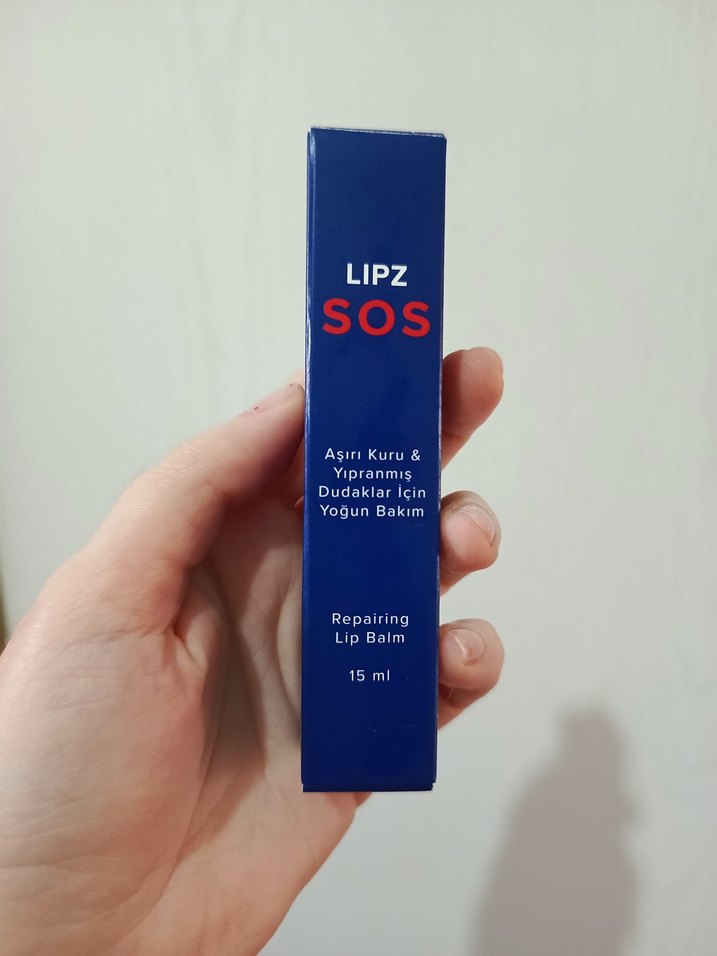 LIPZ
SOS
Aşırı Kuru &
Yıpranmış
Dudaklar İçin
Yoğun Bakım
Repairing
Lip Balm
15 ml